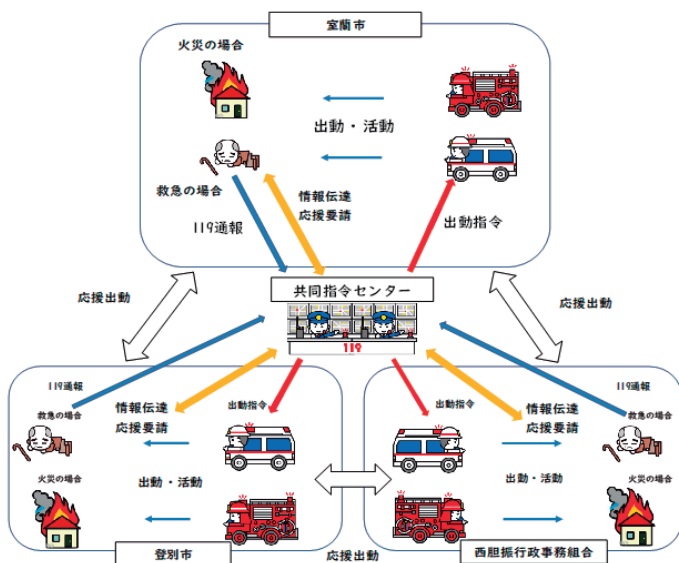 室蘭市
火災の場合
出動・活動
救急の場合
119通報
情報伝達
応援要請
出動指令
応援出動
共同指令センター
応援出動
119
119通報
救急の場合
情報伝達
応援要請
出動指令
火災の場合
出動・活動
登別市
応援出動
出動指令
情報伝達
応援要請
119通報
救急の場合
出動・活動
火災の場合
西胆振行政事務組合